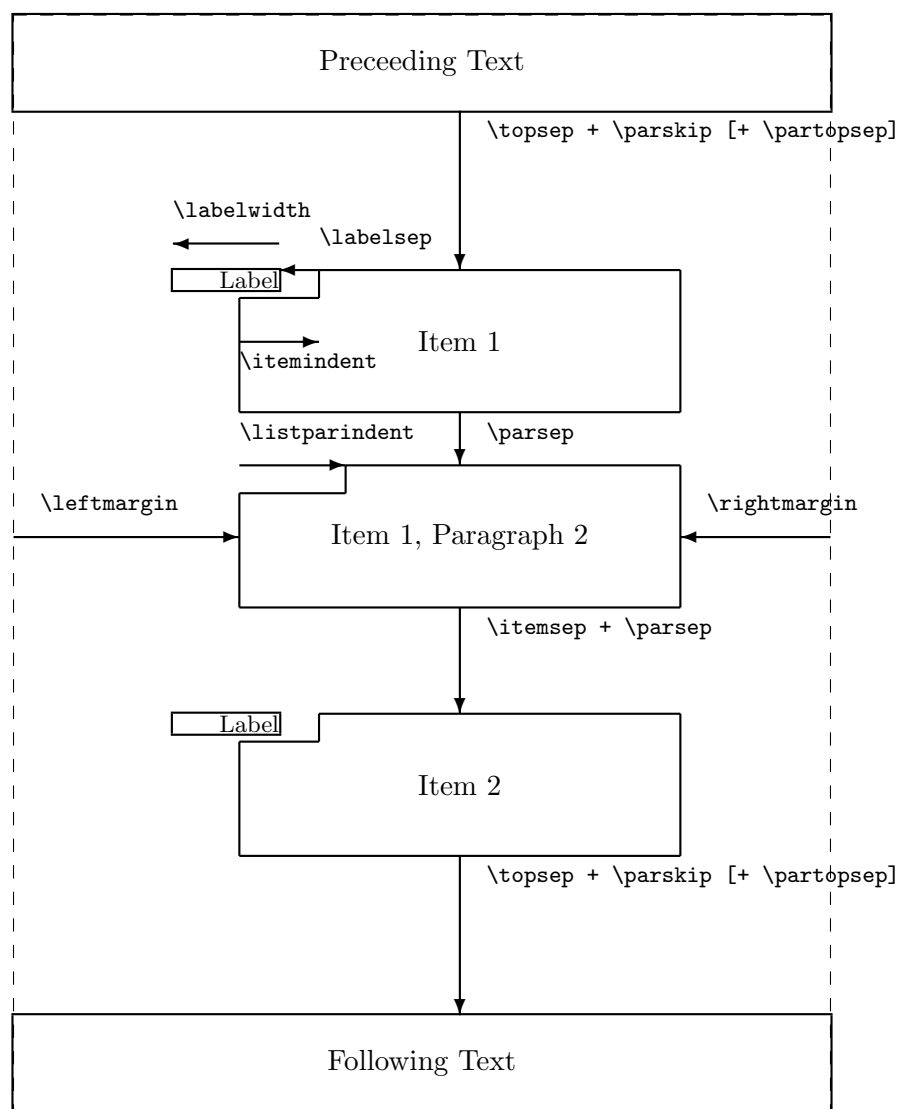 Preceeding Text
\topsep + \parskip [+ \partopsep]
\labelwidth
\labelsep
Label
Item 1
\itemindent
\listparindent
\parsep
\leftmargin
\rightmargin
Item 1, Paragraph 2
\itemsep + \parsep
Label
Item 2
\topsep + \parskip [+ \partopsep]
Following Text